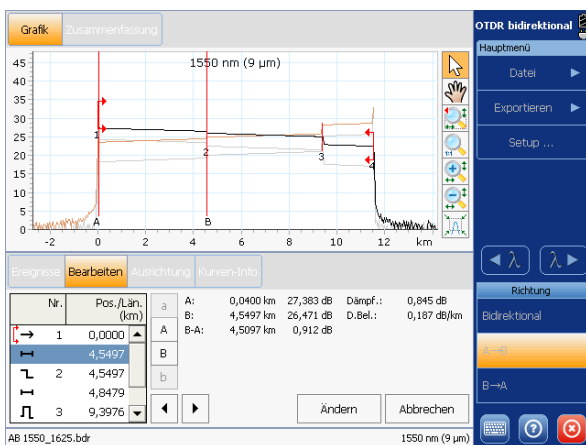 Grafik Zusammenfassung
OTDR bidirektional
Hauptmenü
Datei
Exportieren
Setup ...
1550 nm (9 µm)
45
40
35
30
25
20
15
10
5
0
1
2
3
4
A B
-2 0 2 4 6 8 10 12 km
λ λ
Richtung
Bidirektional
A→B
B→A
Ereignisse Bearbeiten Ausrichtung Kurven-Info
Nr. Pos./Län. (km)
1 0,0000
4,5497
2 4,5497
4,8479
3 9,3976
a
A
B
b
A: 0,0400 km 27,383 dB Dämpf.: 0,845 dB
B: 4,5497 km 26,471 dB D.Bel.: 0,187 dB/km
B-A: 4,5097 km 0,912 dB
Ändern Abbrechen
AB 1550_1625.bdr 1550 nm (9 µm)